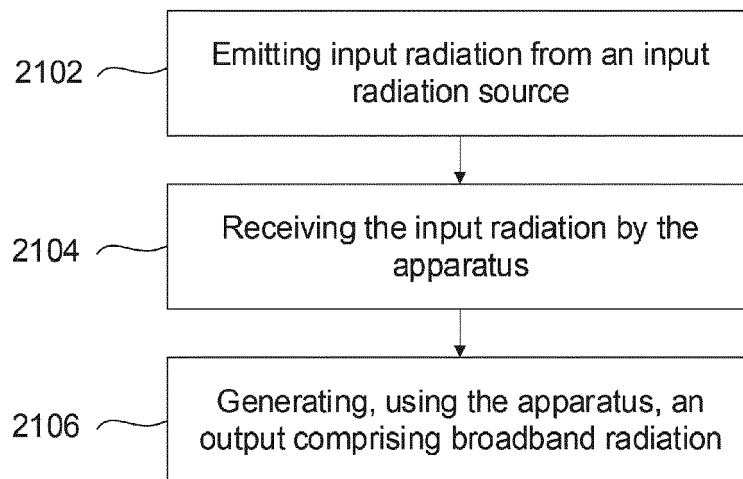 2102
Emitting input radiation from an input
radiation source
2104
Receiving the input radiation by the
apparatus
2106
Generating, using the apparatus, an
output comprising broadband radiation